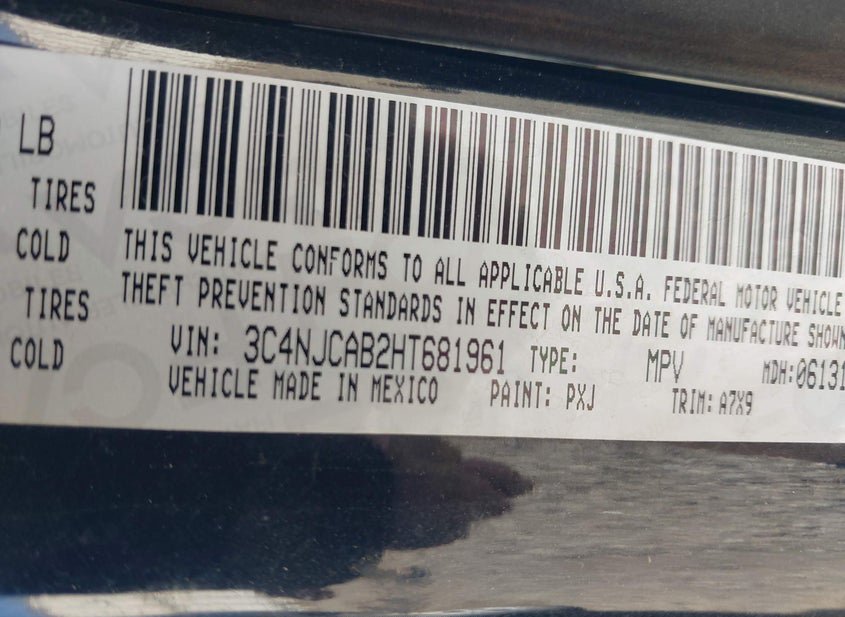 LB
TIRES
COLD
TIRES
COLD
THIS VEHICLE CONFORMS TO ALL APPLICABLE U.S.A. FEDERAL MOTOR VEHICLE
THEFT PREVENTION STANDARDS IN EFFECT ON THE DATE OF MANUFACTURE SHOWN
VIN: 3C4NJCAB2HT681961 TYPE: MPV MDH: 06131
VEHICLE MADE IN MEXICO PAINT: PXJ TRIM: A7X9